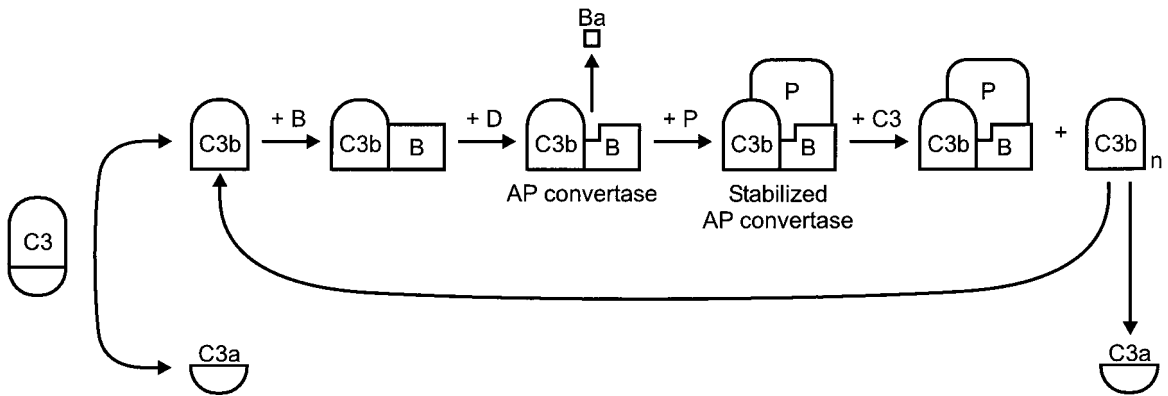 Ba
P
P
+ B
+ D
+ P
+ C3
C3b
C3b
B
C3b
B
C3b
B
C3b
B
+
C3b
n
AP convertase
Stabilized
AP convertase
C3
C3a
C3a